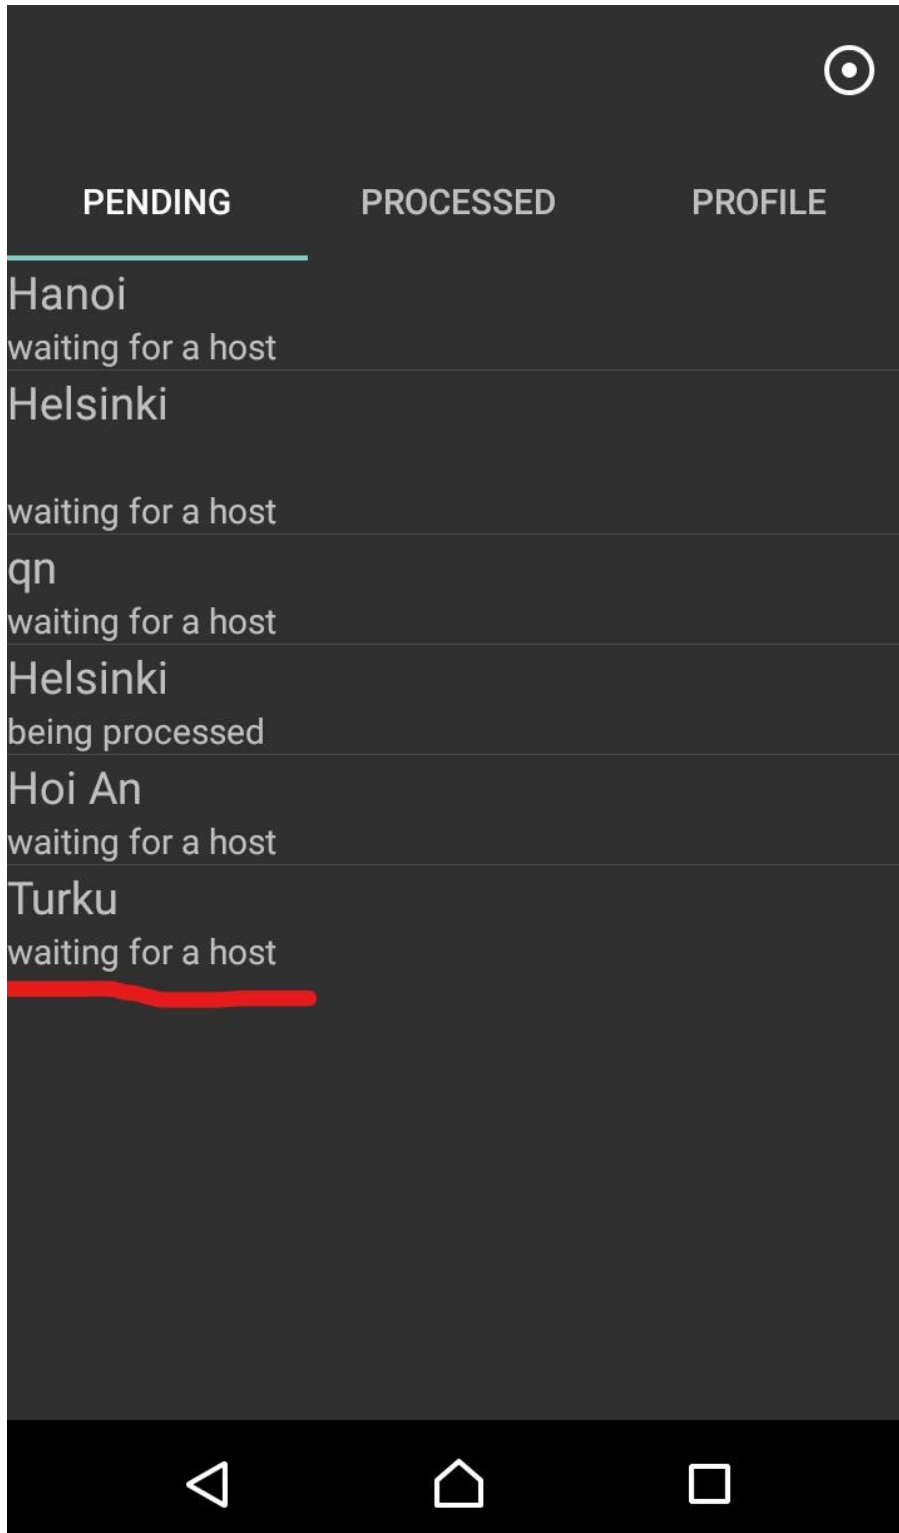 PENDING PROCESSED PROFILE
Hanoi
waiting for a host
Helsinki
waiting for a host
qn
waiting for a host
Helsinki
being processed
Hoi An
waiting for a host
Turku
waiting for a host